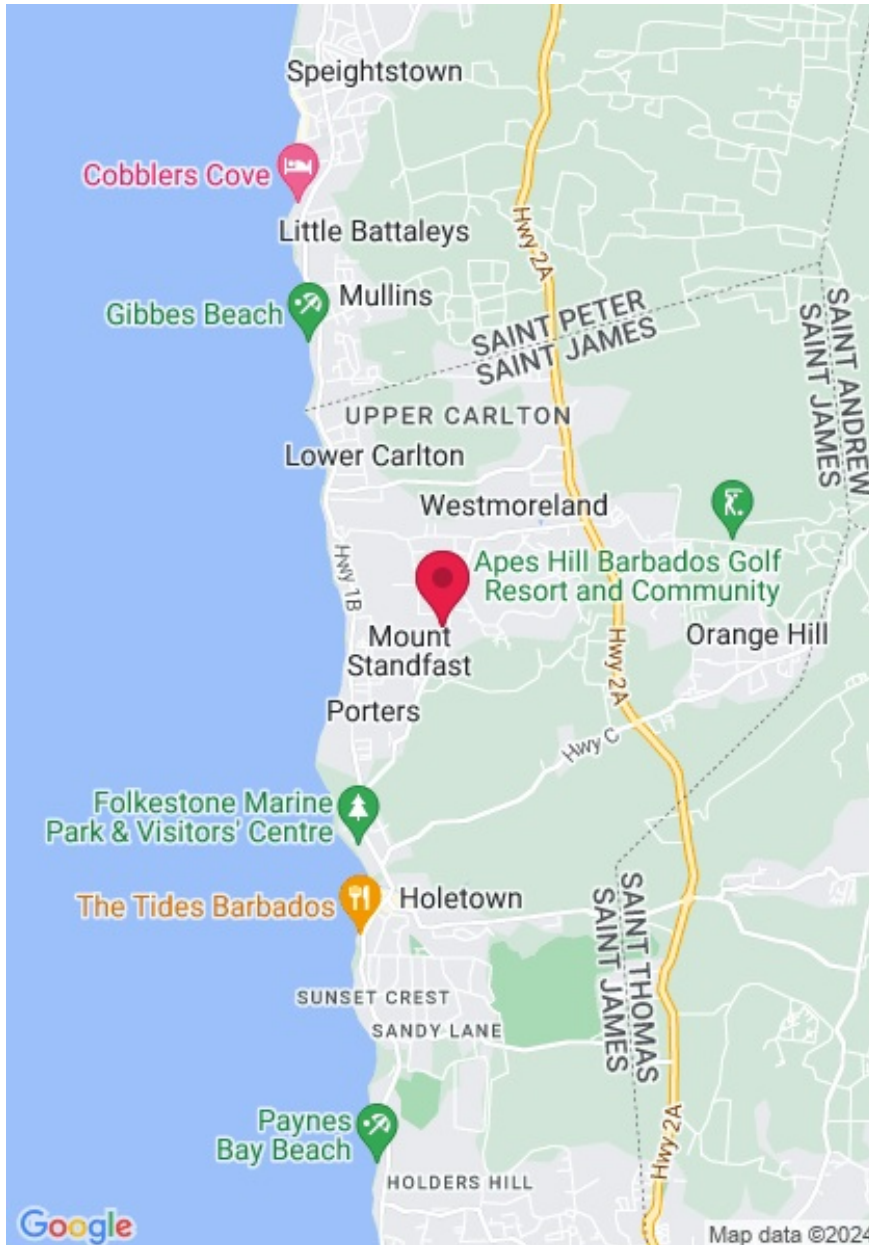 Speightstown
Cobblers Cove
Little Battaleys
Hwy 2A
Mullins
Gibbes Beach
SAINT PETER
SAINT JAMES
SAINT ANDREW
SAINT JAMES
UPPER CARLTON
Lower Carlton
Westmoreland
Hwy 1B
Apes Hill Barbados Golf
Resort and Community
Mount
Standfast
Orange Hill
Hwy 2A
Porters
Hwy C
Folkestone Marine
Park & Visitors' Centre
The Tides Barbados
Holetown
SAINT THOMAS
SAINT JAMES
SUNSET CREST
SANDY LANE
Paynes
Bay Beach
Hwy 2A
HOLDERS HILL
Google
Map data ©2024